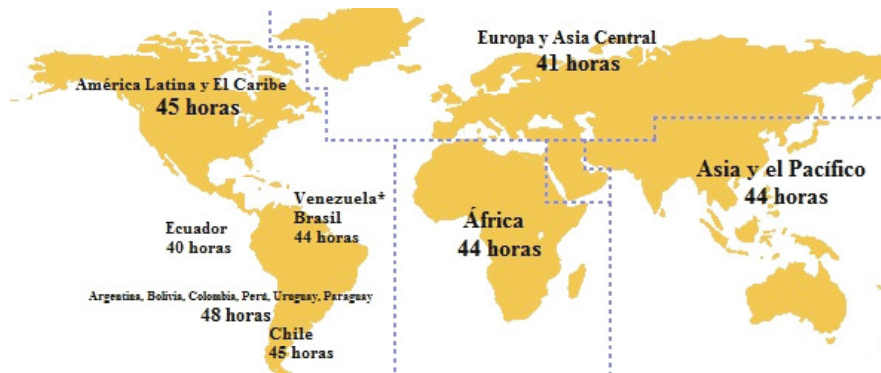 Europa y Asia Central
41 horas
América Latina y El Caribe
45 horas
Asia y el Pacífico
44 horas
Venezuela*
Brasil
44 horas
Ecuador
40 horas
África
44 horas
Argentina, Bolivia, Colombia, Perú, Uruguay, Paraguay
48 horas
Chile
45 horas